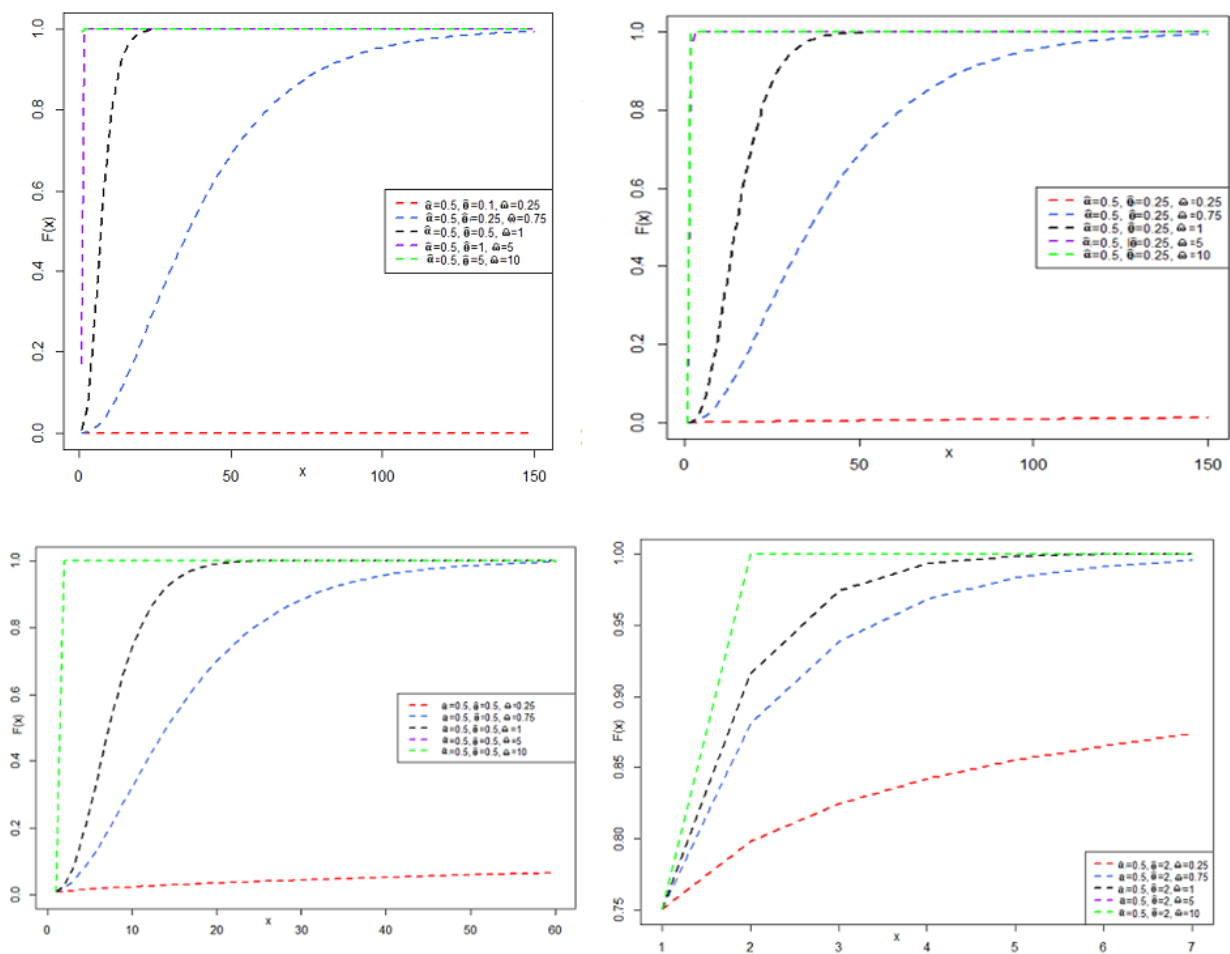 1.0
0.8
0.6
0.4
0.2
0.0
F(x)
α̂=0.5, θ̂=0.1, ω̂=0.25
α̂=0.5, θ̂=0.25, ω̂=0.75
α̂=0.5, θ̂=0.5, ω̂=1
α̂=0.5, θ̂=1, ω̂=5
α̂=0.5, θ̂=5, ω̂=10
0 50 100 150
x
1.0
0.8
0.6
0.4
0.2
0.0
F(x)
α̂=0.5, θ̂=0.25, ω̂=0.25
α̂=0.5, θ̂=0.25, ω̂=0.75
α̂=0.5, θ̂=0.25, ω̂=1
α̂=0.5, θ̂=0.25, ω̂=5
α̂=0.5, θ̂=0.25, ω̂=10
0 50 100 150
x
1.0
0.8
0.6
0.4
0.2
0.0
F(x)
α̂=0.5, θ̂=0.5, ω̂=0.25
α̂=0.5, θ̂=0.5, ω̂=0.75
α̂=0.5, θ̂=0.5, ω̂=1
α̂=0.5, θ̂=0.5, ω̂=5
α̂=0.5, θ̂=0.5, ω̂=10
0 10 20 30 40 50 60
x
1.00
0.95
0.90
0.85
0.80
0.75
F(x)
α̂=0.5, θ̂=2, ω̂=0.25
α̂=0.5, θ̂=2, ω̂=0.75
α̂=0.5, θ̂=2, ω̂=1
α̂=0.5, θ̂=2, ω̂=5
α̂=0.5, θ̂=2, ω̂=10
1 2 3 4 5 6 7
x